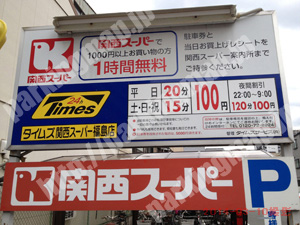 関西スーパーで
1000円以上お買い物の方
1時間無料
関西スーパー
駐車券と
当日お買上げレシートを
関西スーパー案内所まで
ご持参ください。
24h
Times
タイムズ関西スーパー福島店
平日 20分
土・日・祝 15分
100円
夜間割引
22:00－9:00
120分100円
関西スーパー
P